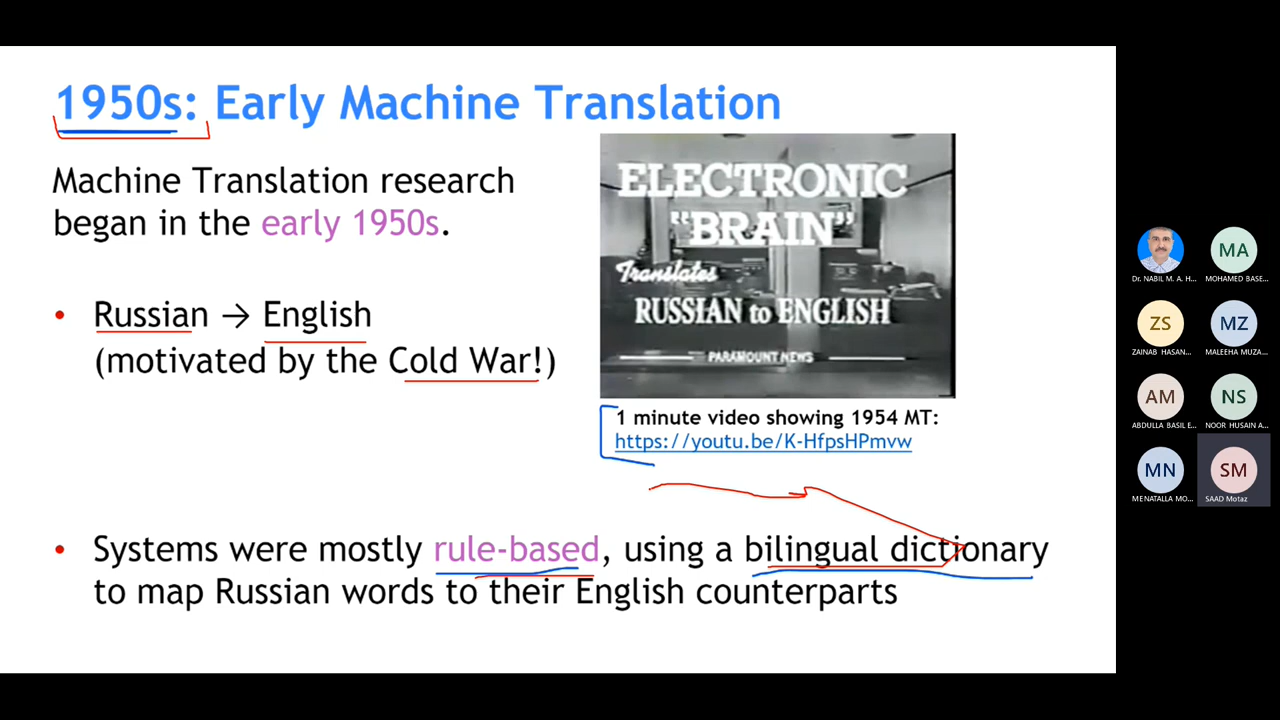 1950s: Early Machine Translation
Machine Translation research
began in the early 1950s.
• Russian → English
(motivated by the Cold War!)
ELECTRONIC
"BRAIN"
Translates
RUSSIAN to ENGLISH
PARAMOUNT NEWS
1 minute video showing 1954 MT:
https://youtu.be/K-HfpsHPmvw
• Systems were mostly rule-based, using a bilingual dictionary
to map Russian words to their English counterparts
MA
Dr. NABIL M. A. H...
MOHAMED BASE...
ZS
MZ
ZAINAB HASAN...
MALEEHA MUZA...
AM
NS
ABDULLA BASIL E...
NOOR HUSAIN A...
MN
SM
MENATALLA MO...
SAAD Motaz